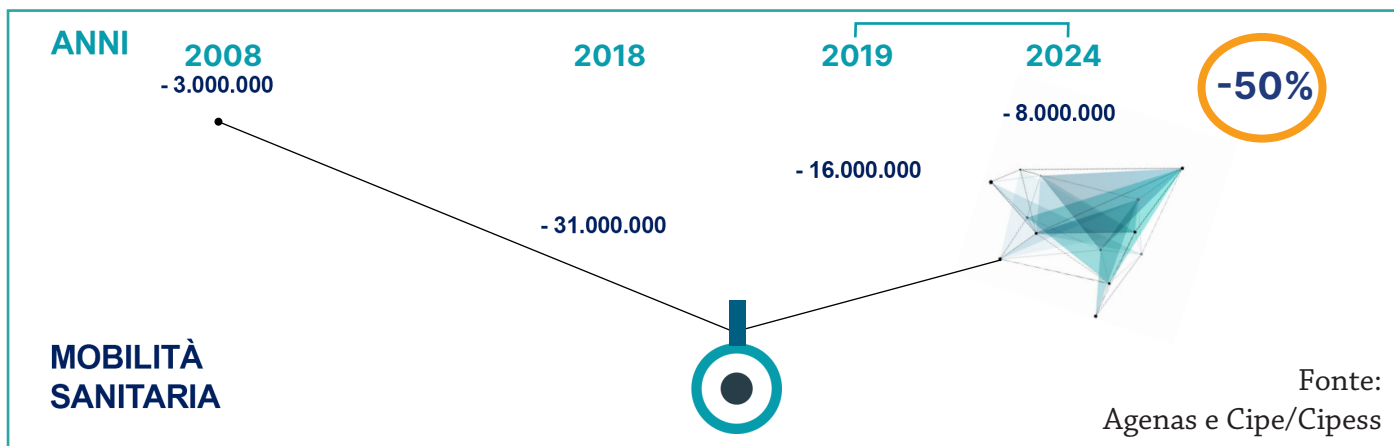 ANNI
2008
2018
2019
2024
- 3.000.000
- 31.000.000
- 16.000.000
- 8.000.000
-50%
MOBILITÀ
SANITARIA
Fonte:
Agenas e Cipe/Cipess